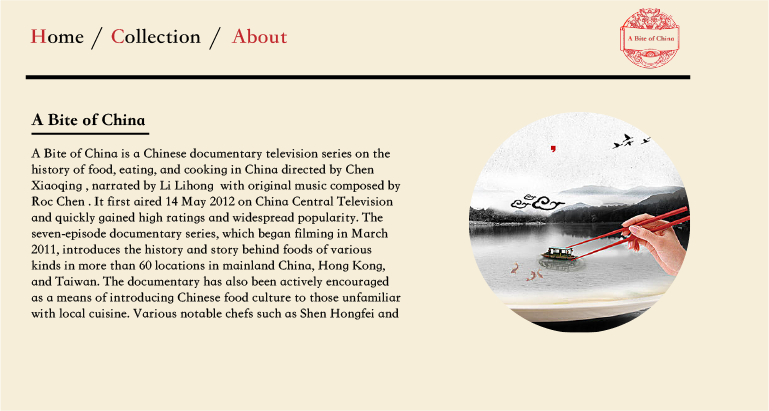 Home / Collection / About
A Bite of China
A Bite of China
A Bite of China is a Chinese documentary television series on the
history of food, eating, and cooking in China directed by Chen
Xiaoqing , narrated by Li Lihong with original music composed by
Roc Chen . It first aired 14 May 2012 on China Central Television
and quickly gained high ratings and widespread popularity. The
seven-episode documentary series, which began filming in March
2011, introduces the history and story behind foods of various
kinds in more than 60 locations in mainland China, Hong Kong,
and Taiwan. The documentary has also been actively encouraged
as a means of introducing Chinese food culture to those unfamiliar
with local cuisine. Various notable chefs such as Shen Hongfei and